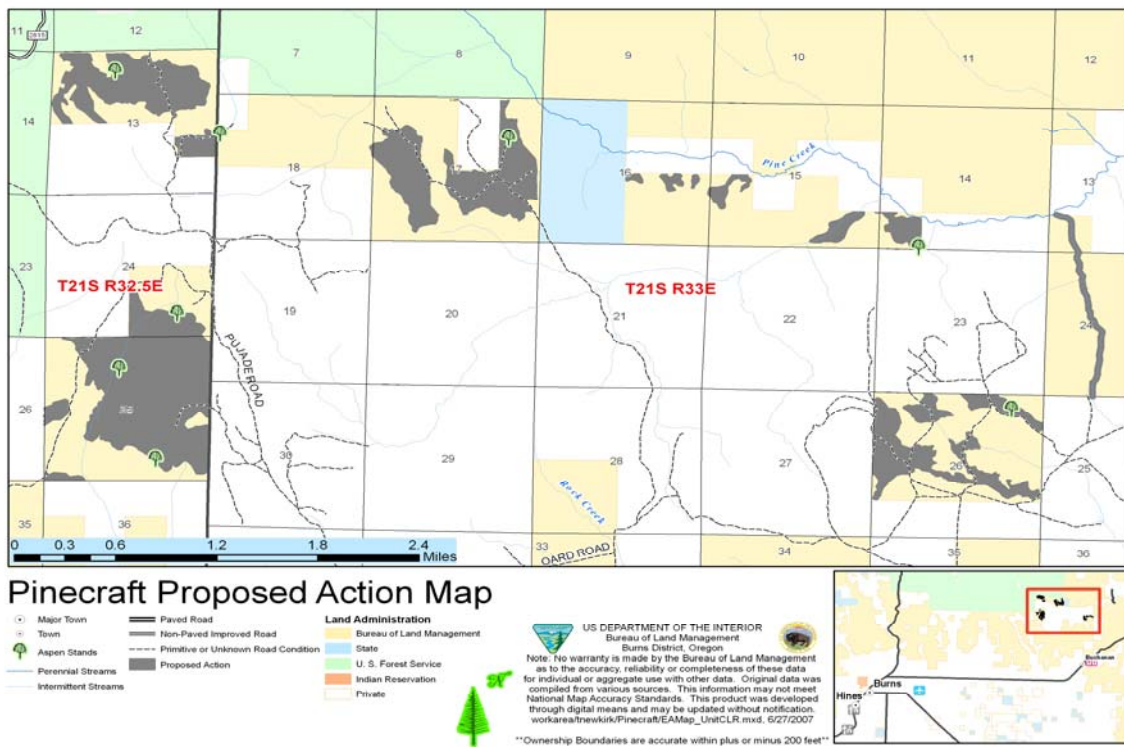 11
12
7
8
9
10
11
12
2815
14
13
18
17
16
15
14
13
Pine Creek
23
24
T21S R32.5E
19
20
T21S R33E
21
22
23
24
PUJADE ROAD
26
30
29
28
27
26
25
Rock Creek
35
36
33
OARD ROAD
34
35
36
0 0.3 0.6 1.2 1.8 2.4
Miles
Pinecraft Proposed Action Map
Major Town
Town
Aspen Stands
Perennial Streams
Intermittent Streams
Paved Road
Non-Paved Improved Road
Primitive or Unknown Road Condition
Proposed Action
Land Administration
Bureau of Land Management
State
U. S. Forest Service
Indian Reservation
Private
US DEPARTMENT OF THE INTERIOR
Bureau of Land Management
Burns District, Oregon
Note: No warranty is made by the Bureau of Land Management
as to the accuracy, reliability or completeness of these data
for individual or aggregate use with other data. Original data was
compiled from various sources. This information may not meet
National Map Accuracy Standards. This product was developed
through digital means and may be updated without notification.
workarea/tnewkirk/Pinecraft/EAMap_UnitCLR.mxd, 6/27/2007
**Ownership Boundaries are accurate within plus or minus 200 feet**
Buchanan
Burns
Hines